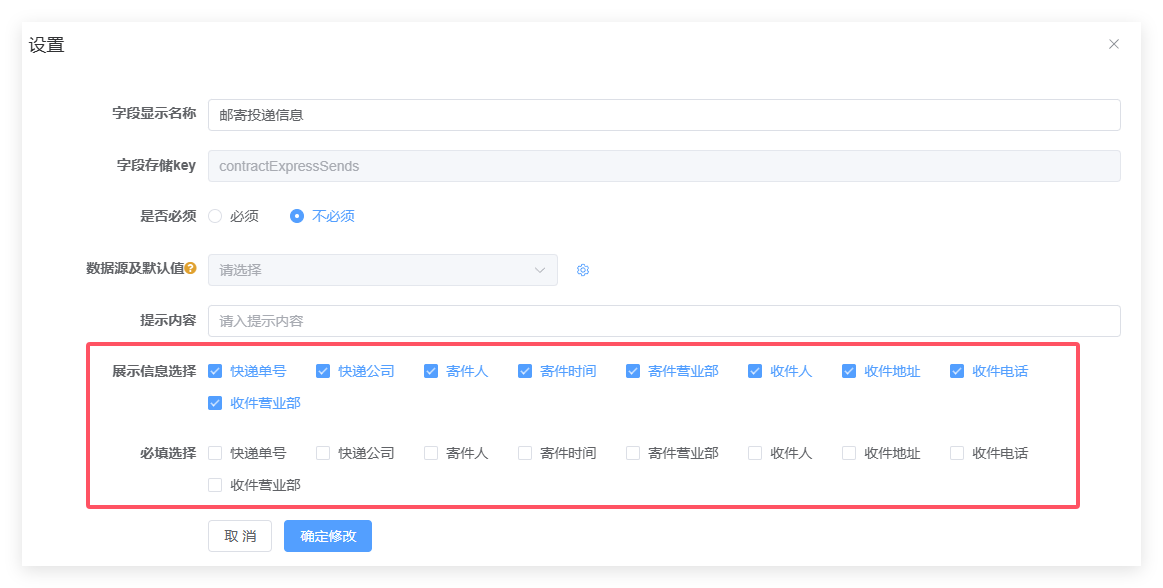 设置
字段显示名称 邮寄投递信息
字段存储key contractExpressSends
是否必须 必须 不必须
数据源及默认值? 请选择
提示内容 请入提示内容
展示信息选择 快递单号 快递公司 寄件人 寄件时间 寄件营业部 收件人 收件地址 收件电话
收件营业部
必填选择 快递单号 快递公司 寄件人 寄件时间 寄件营业部 收件人 收件地址 收件电话
收件营业部
取 消 确定修改